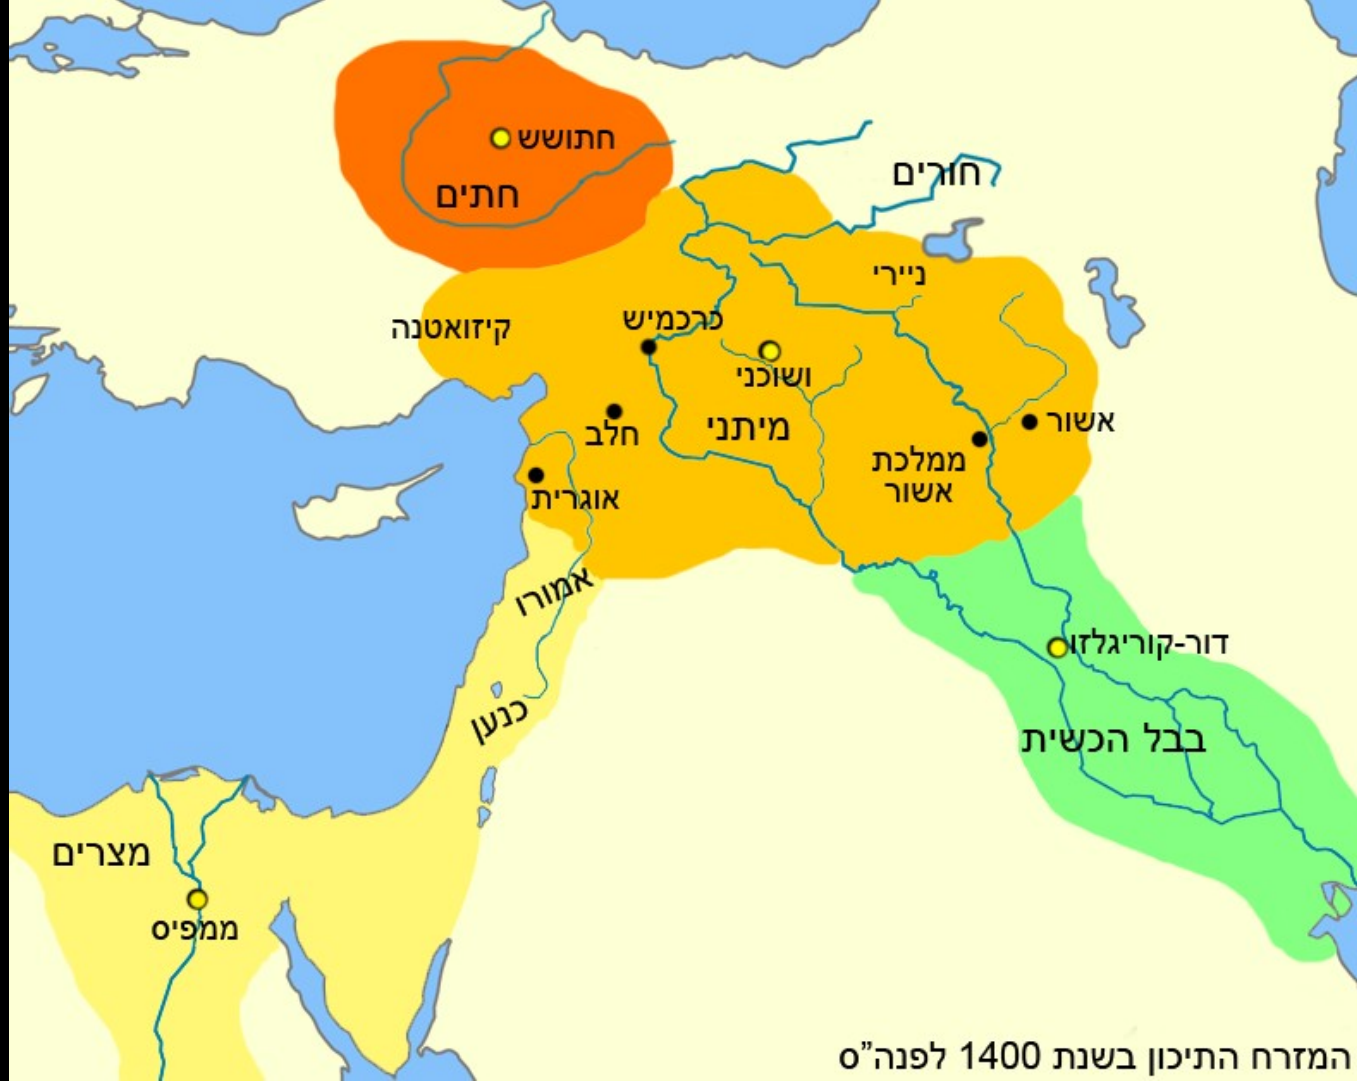 חתושש
חתים
חורים
ניירי
כרכמיש
קיזואטנה
ושוכני
מיתני
חלב
אשור
ממלכת
אשור
אוגרית
אמורו
דור-קוריגלזו
כנען
בבל הכשית
מצרים
ממפיס
המזרח התיכון בשנת 1400 לפנה"ס